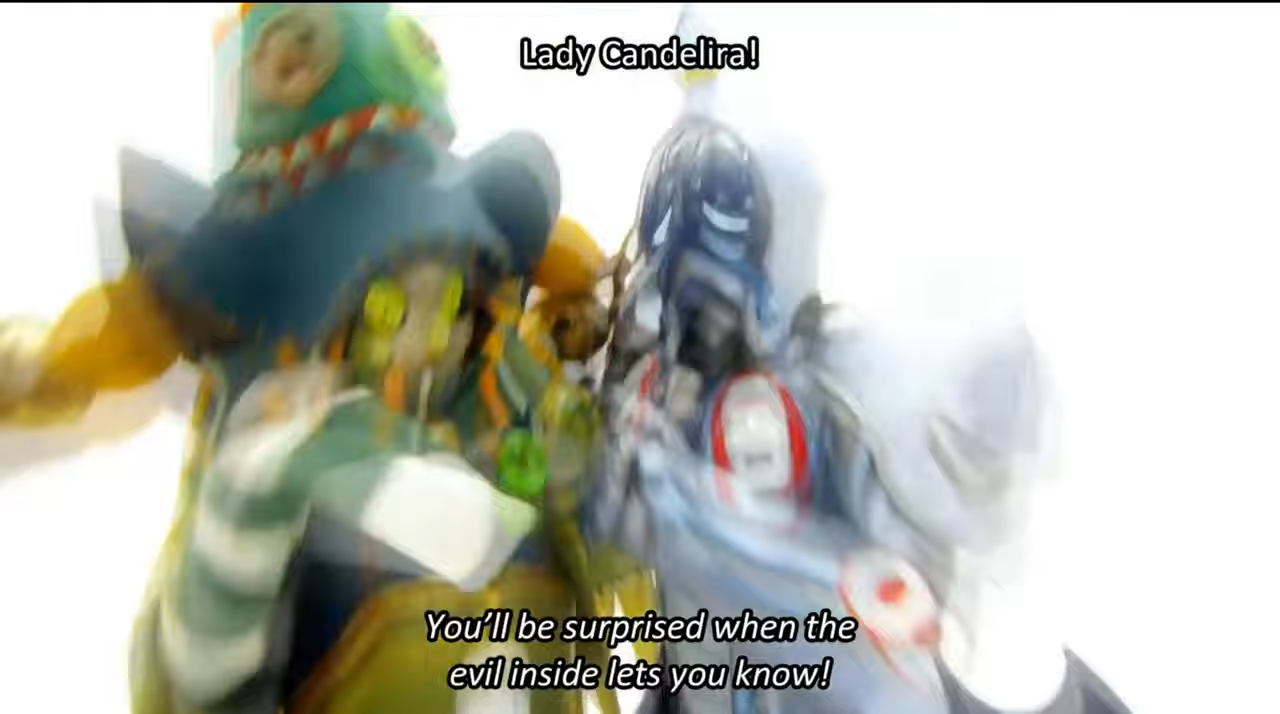 Lady Candelira!
You'll be surprised when the
evil inside lets you know!